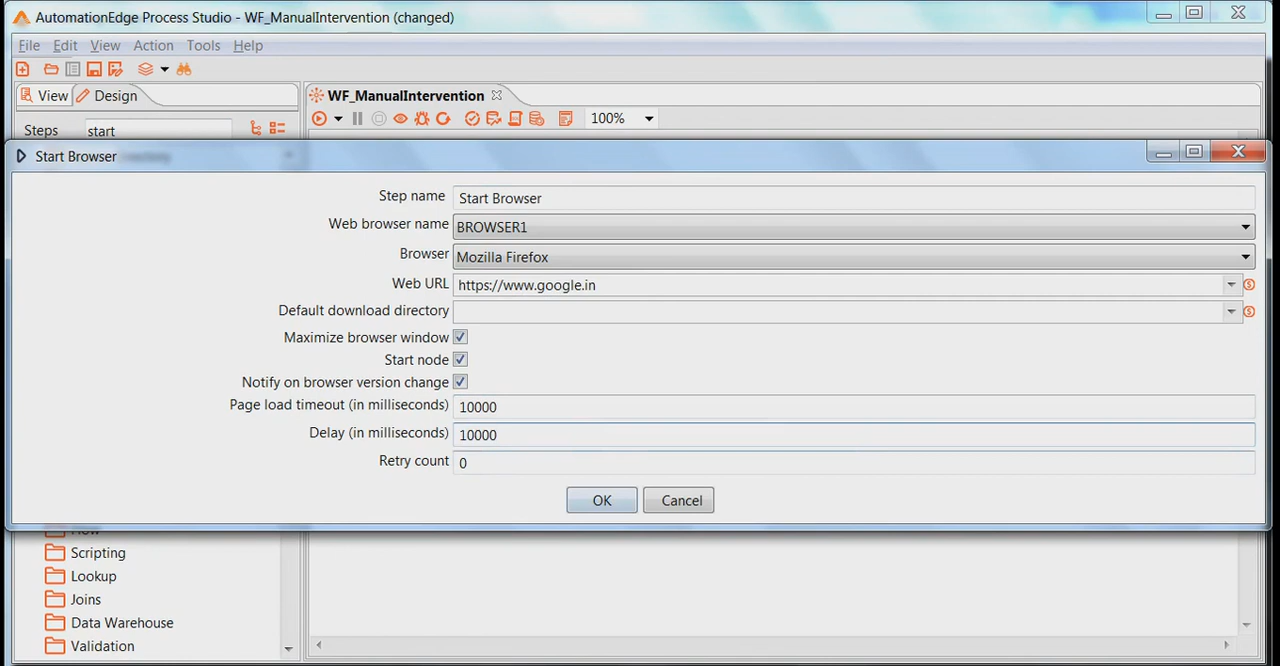 AutomationEdge Process Studio - WF_ManualIntervention (changed)
File Edit View Action Tools Help
View Design
WF_ManualIntervention
Steps start
100%
Start Browser
Step name Start Browser
Web browser name BROWSER1
Browser Mozilla Firefox
Web URL https://www.google.in
Default download directory
Maximize browser window
Start node
Notify on browser version change
Page load timeout (in milliseconds) 10000
Delay (in milliseconds) 10000
Retry count 0
OK Cancel
Flow
Scripting
Lookup
Joins
Data Warehouse
Validation